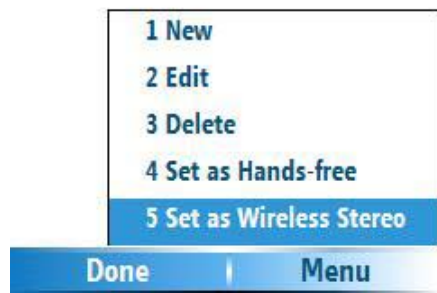 1 New
2 Edit
3 Delete
4 Set as Hands-free
5 Set as Wireless Stereo
Done Menu